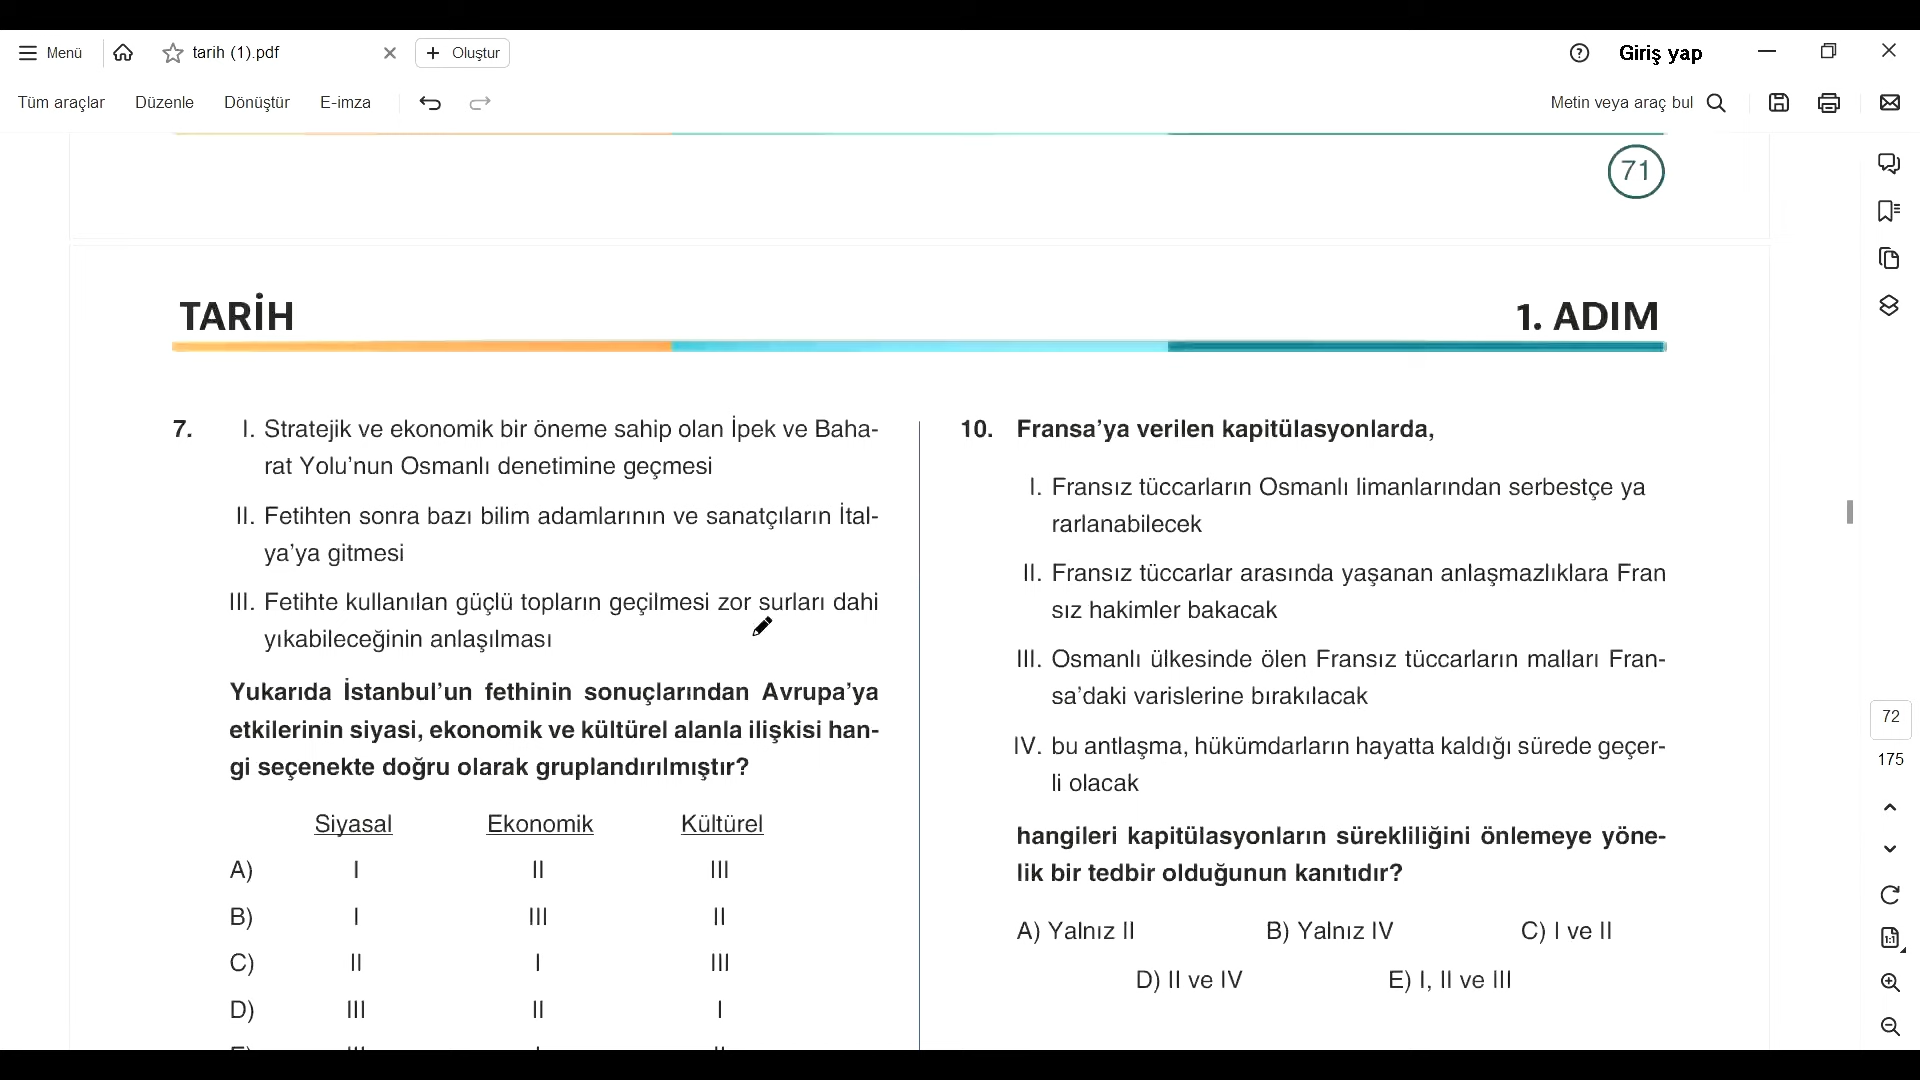 Menü
tarih (1).pdf
Oluştur
Giriş yap
Tüm araçlar
Düzenle
Dönüştür
E-imza
Metin veya araç bul
71
TARİH
1. ADIM
7. I. Stratejik ve ekonomik bir öneme sahip olan İpek ve Baha-
rat Yolu’nun Osmanlı denetimine geçmesi
II. Fetihten sonra bazı bilim adamlarının ve sanatçıların İtal-
ya’ya gitmesi
III. Fetihte kullanılan güçlü topların geçilmesi zor surları dahi
yıkabileceğinin anlaşılması
Yukarıda İstanbul’un fethinin sonuçlarından Avrupa’ya
etkilerinin siyasi, ekonomik ve kültürel alanla ilişkisi han-
gi seçenekte doğru olarak gruplandırılmıştır?
Siyasal Ekonomik Kültürel
A) I II III
B) I III II
C) II I III
D) III II I
10. Fransa’ya verilen kapitülasyonlarda,
I. Fransız tüccarların Osmanlı limanlarından serbestçe ya
rarlanabilecek
II. Fransız tüccarlar arasında yaşanan anlaşmazlıklara Fran
sız hakimler bakacak
III. Osmanlı ülkesinde ölen Fransız tüccarların malları Fran-
sa’daki varislerine bırakılacak
IV. bu antlaşma, hükümdarların hayatta kaldığı sürede geçer-
li olacak
hangileri kapitülasyonların sürekliliğini önlemeye yöne-
lik bir tedbir olduğunun kanıtıdır?
A) Yalnız II B) Yalnız IV C) I ve II
D) II ve IV E) I, II ve III
72
175